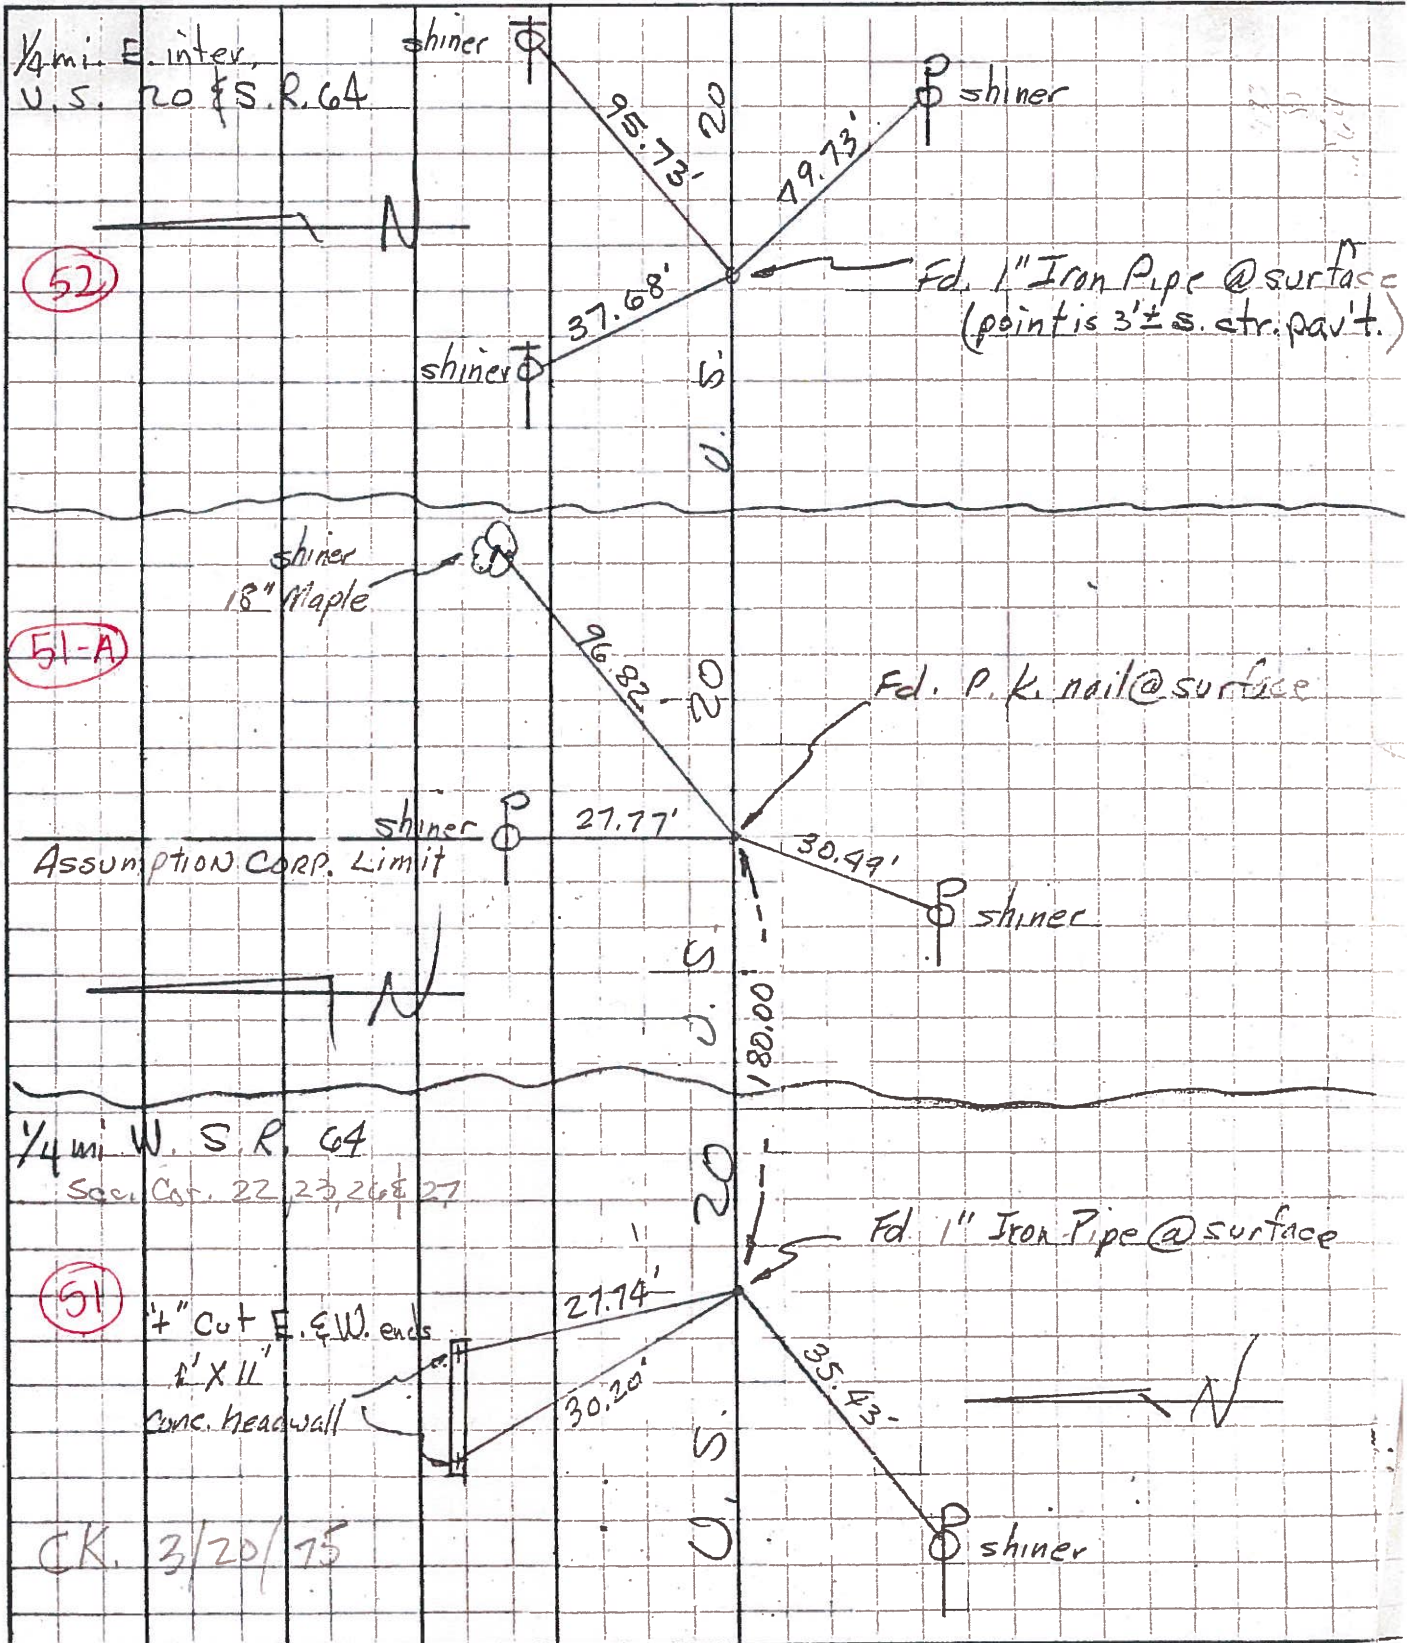 1/4 mi. E. inter.
U.S. 20 & S.R. 64
shiner
95.73'
20
79.73'
shiner
N
52
37.68'
shiner
Fd. 1" Iron Pipe @ surface
(point is 3'± s. ctr. pav't.)
U. S.
shiner
18" Maple
51-A
96.82'
20
Fd. P.K. nail @ surface
shiner
27.77'
Assumption Corp. Limit
30.49'
shiner
N
U. S.
180.00'
1/4 mi W. S.R. 64
Sec. Cor. 22, 23, 26 & 27
20
Fd. 1" Iron Pipe @ surface
51
"+" Cut E. & W. ends
1' X 11'
conc. headwall
27.74'
30.20'
35.43'
N
U. S.
shiner
CK. 3/20/75